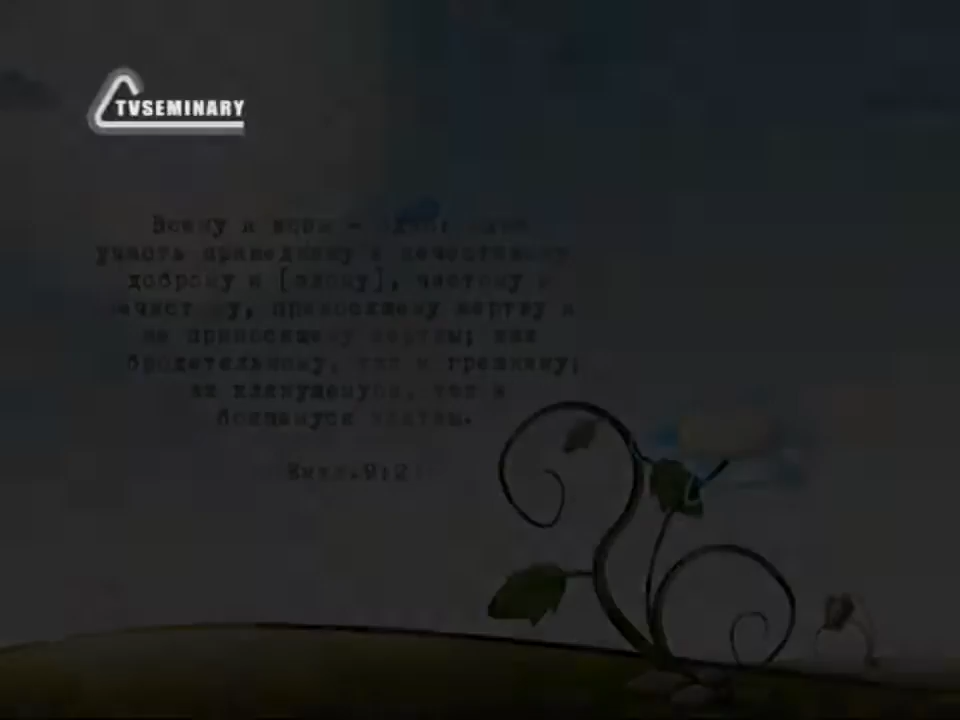 TVSEMINARY
Всему и всем –
участь праведному и нечестивому
доброму и [злому], чистому и
нечистому, приносящему жертву и
не приносящему жертвы; как
добродетельному, так и грешнику;
как клянущемуся, так и
боящемуся клятвы.
Еккл.9:2